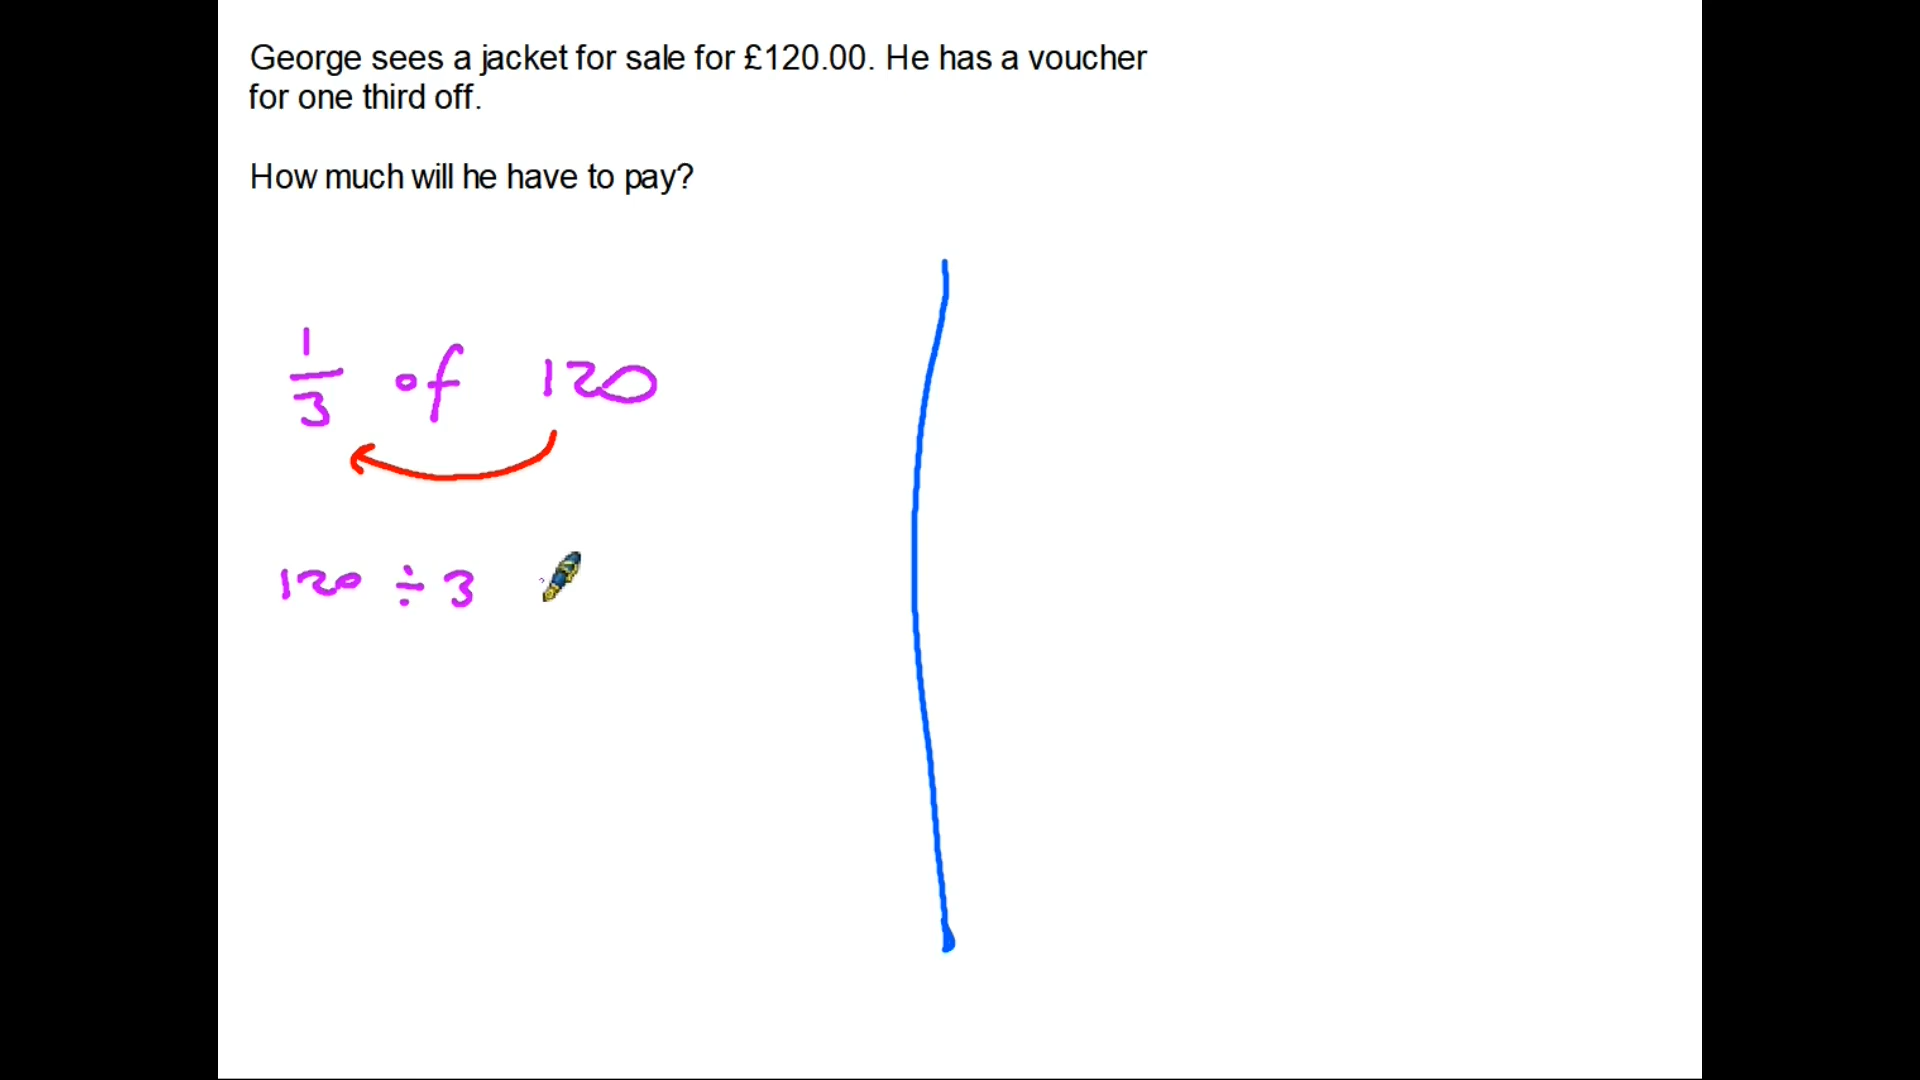 George sees a jacket for sale for £120.00. He has a voucher
for one third off.
How much will he have to pay?
1/3 of 120
120 ÷ 3